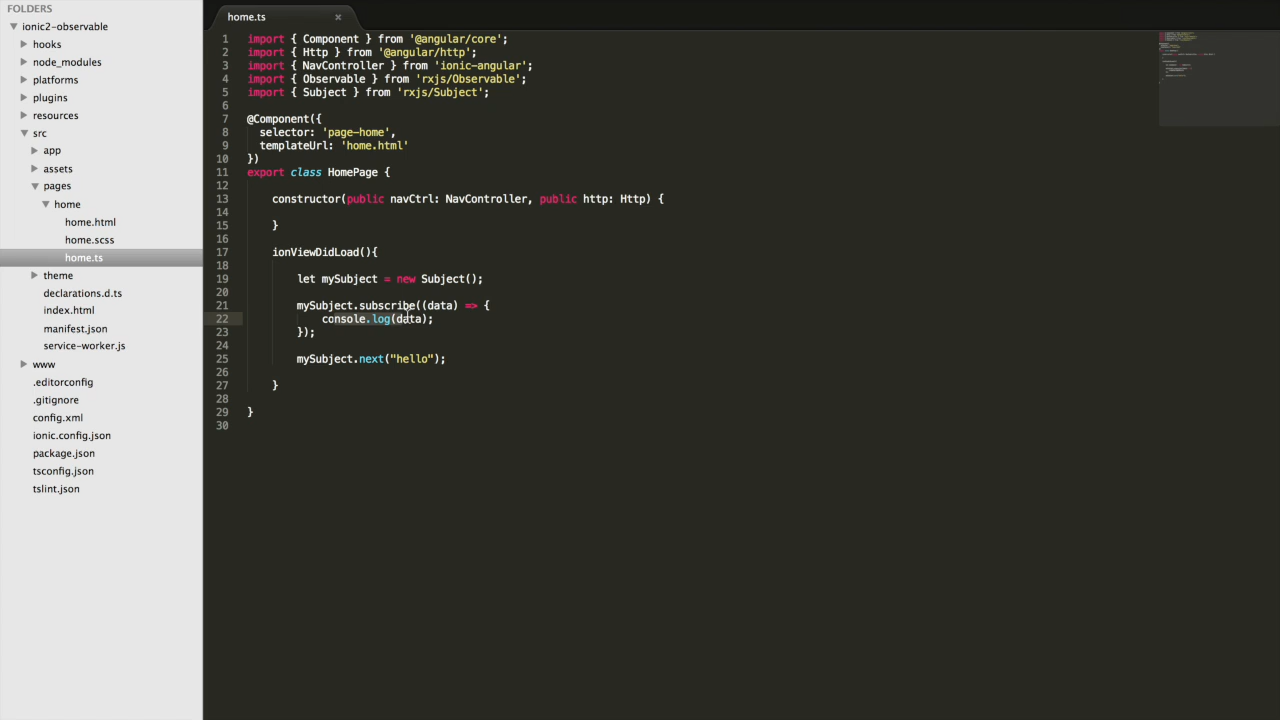 FOLDERS
ionic2-observable
hooks
node_modules
platforms
plugins
resources
src
app
assets
pages
home
home.html
home.scss
home.ts
theme
declarations.d.ts
index.html
manifest.json
service-worker.js
www
.editorconfig
.gitignore
config.xml
ionic.config.json
package.json
tsconfig.json
tslint.json
home.ts ×
1 import { Component } from '@angular/core';
2 import { Http } from '@angular/http';
3 import { NavController } from 'ionic-angular';
4 import { Observable } from 'rxjs/Observable';
5 import { Subject } from 'rxjs/Subject';
6
7 @Component({
8   selector: 'page-home',
9   templateUrl: 'home.html'
10 })
11 export class HomePage {
12
13     constructor(public navCtrl: NavController, public http: Http) {
14
15     }
16
17     ionViewDidLoad(){
18
19         let mySubject = new Subject();
20
21         mySubject.subscribe((data) => {
22             console.log(data);
23         });
24
25         mySubject.next("hello");
26
27     }
28
29 }
30